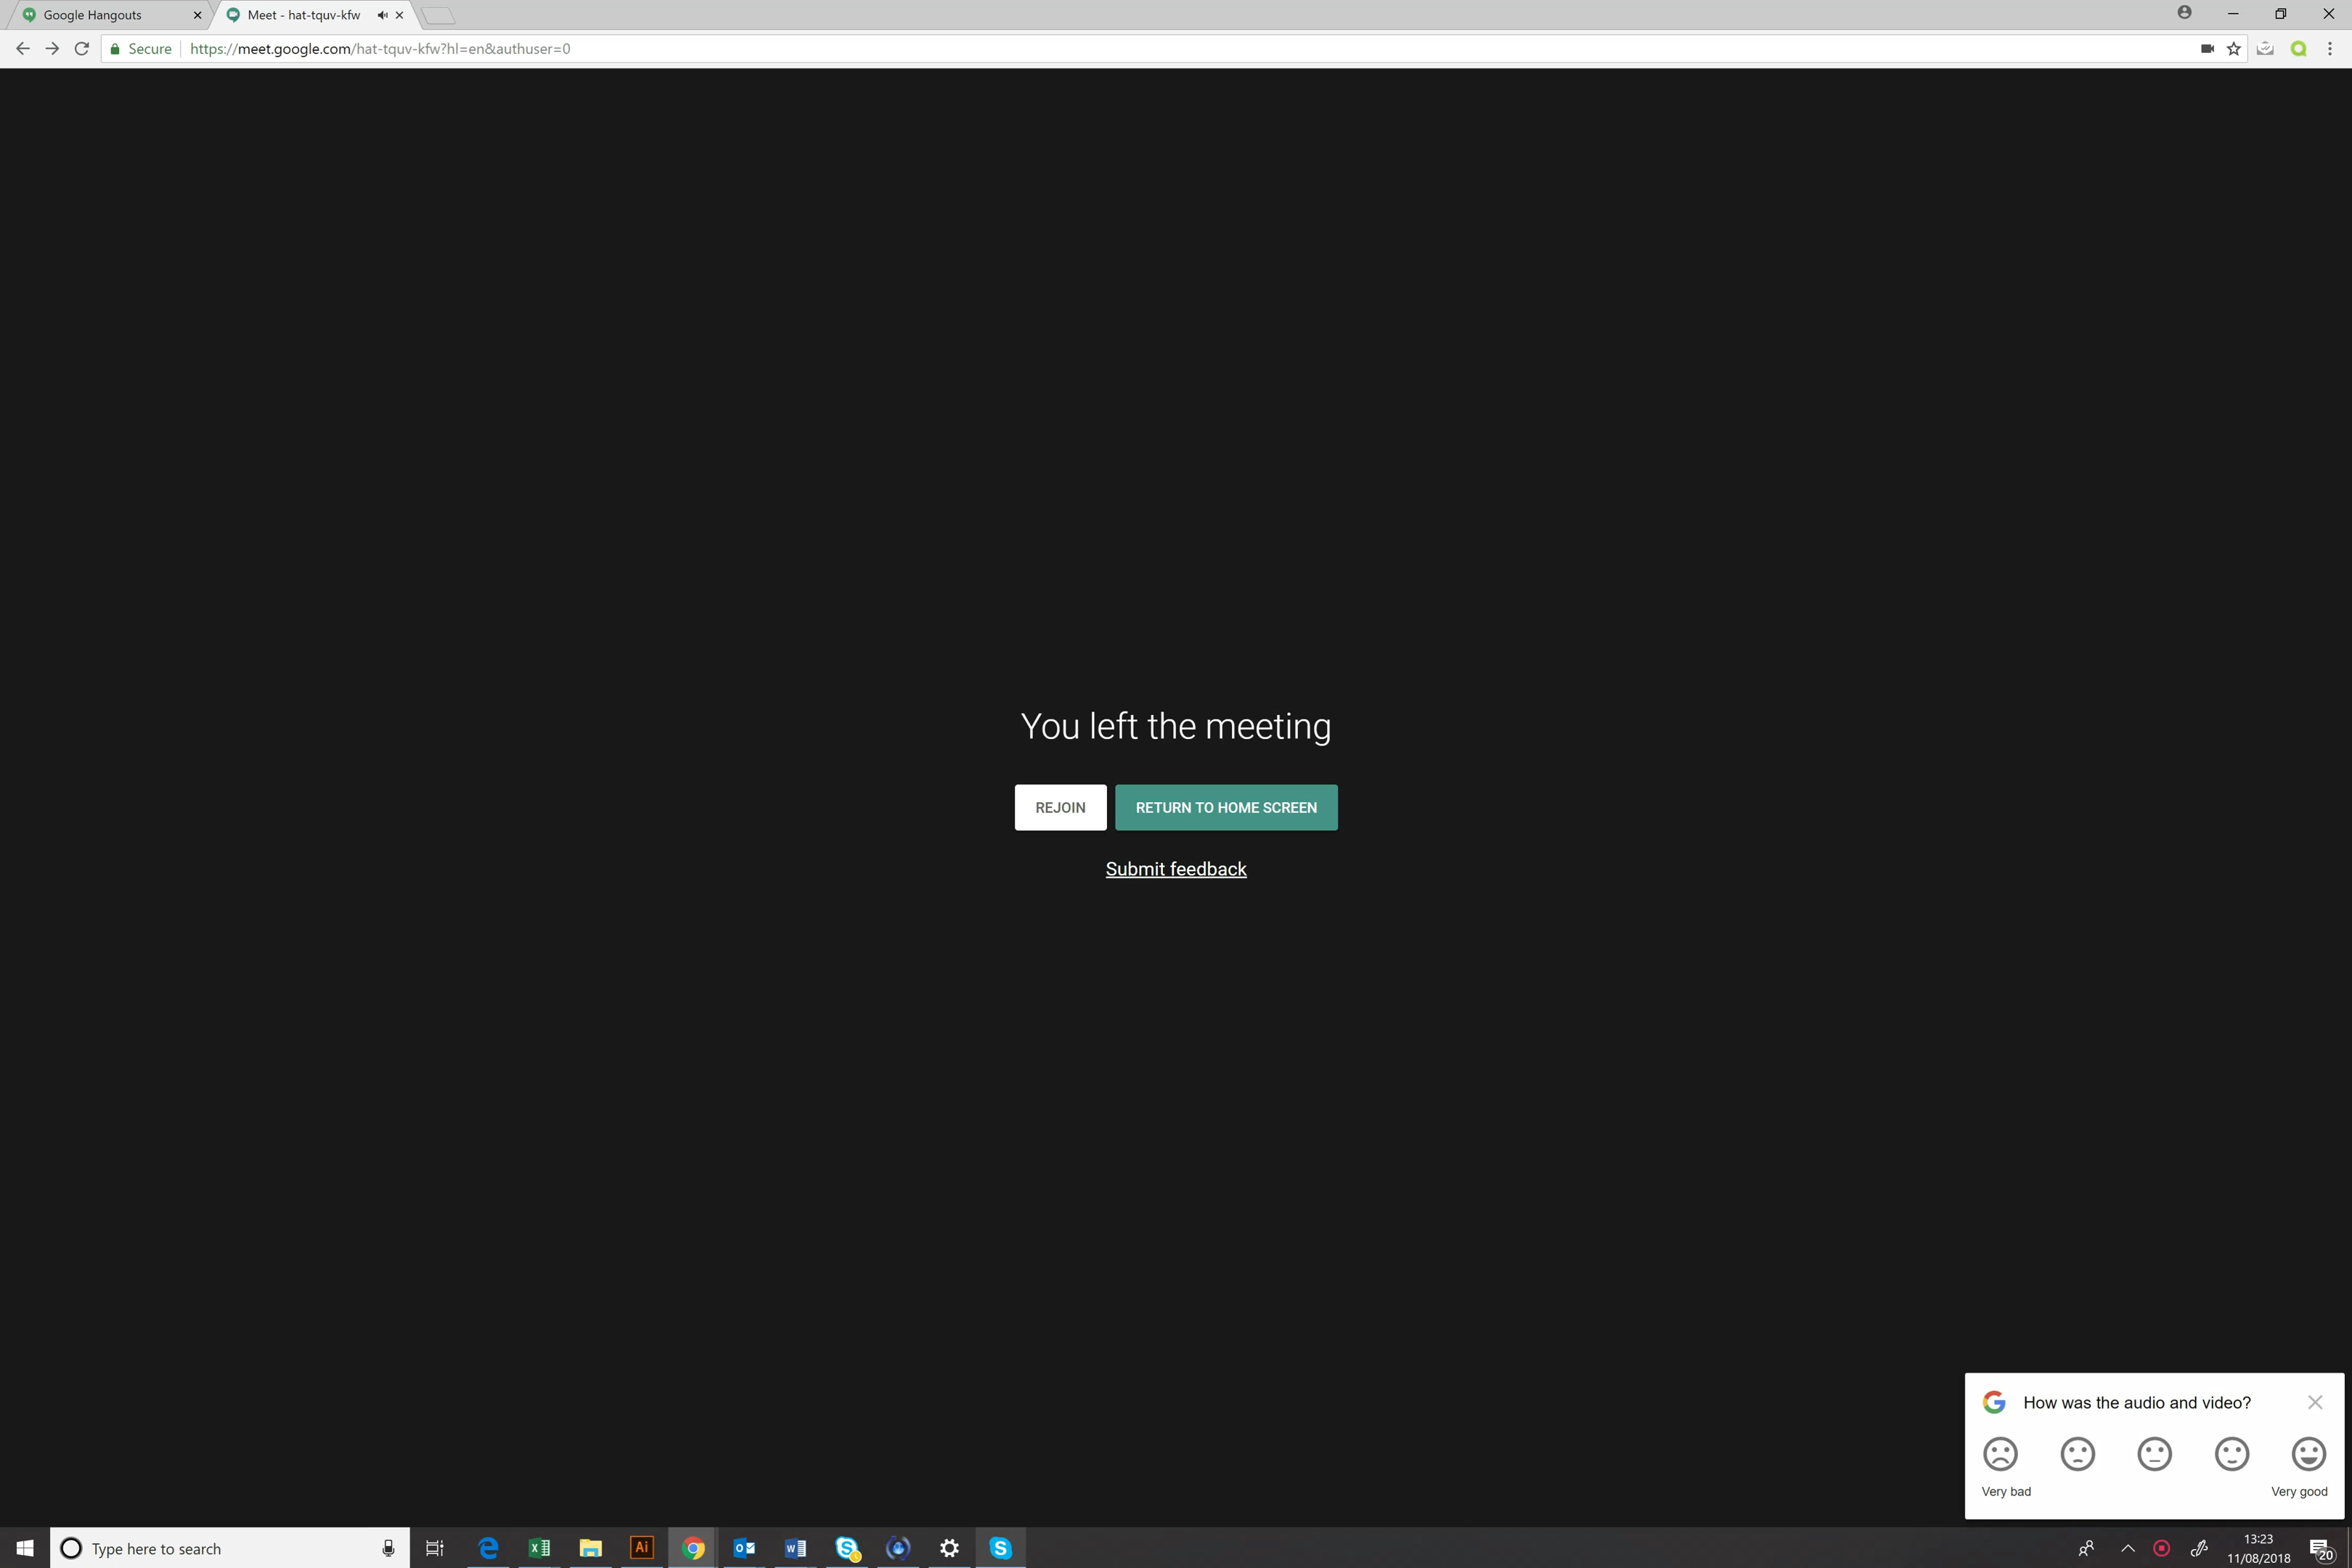 Google Hangouts
Meet - hat-tquv-kfw
Secure
https://meet.google.com/hat-tquv-kfw?hl=en&authuser=0
You left the meeting
REJOIN
RETURN TO HOME SCREEN
Submit feedback
How was the audio and video?
Very bad
Very good
Type here to search
Ai
13:23
11/08/2018
20